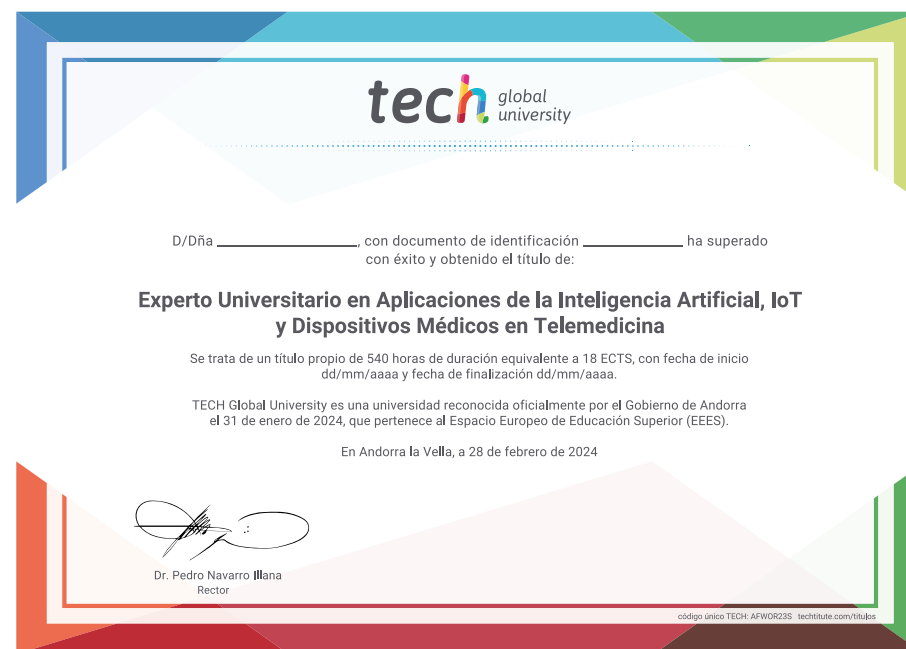 tech global
university
D/Dña ____________________, con documento de identificación ______________ ha superado
con éxito y obtenido el título de:
Experto Universitario en Aplicaciones de la Inteligencia Artificial, IoT
y Dispositivos Médicos en Telemedicina
Se trata de un título propio de 540 horas de duración equivalente a 18 ECTS, con fecha de inicio
dd/mm/aaaa y fecha de finalización dd/mm/aaaa.
TECH Global University es una universidad reconocida oficialmente por el Gobierno de Andorra
el 31 de enero de 2024, que pertenece al Espacio Europeo de Educación Superior (EEES).
En Andorra la Vella, a 28 de febrero de 2024
Dr. Pedro Navarro Illana
Rector
código único TECH: AFWOR23S techtitute.com/titulos